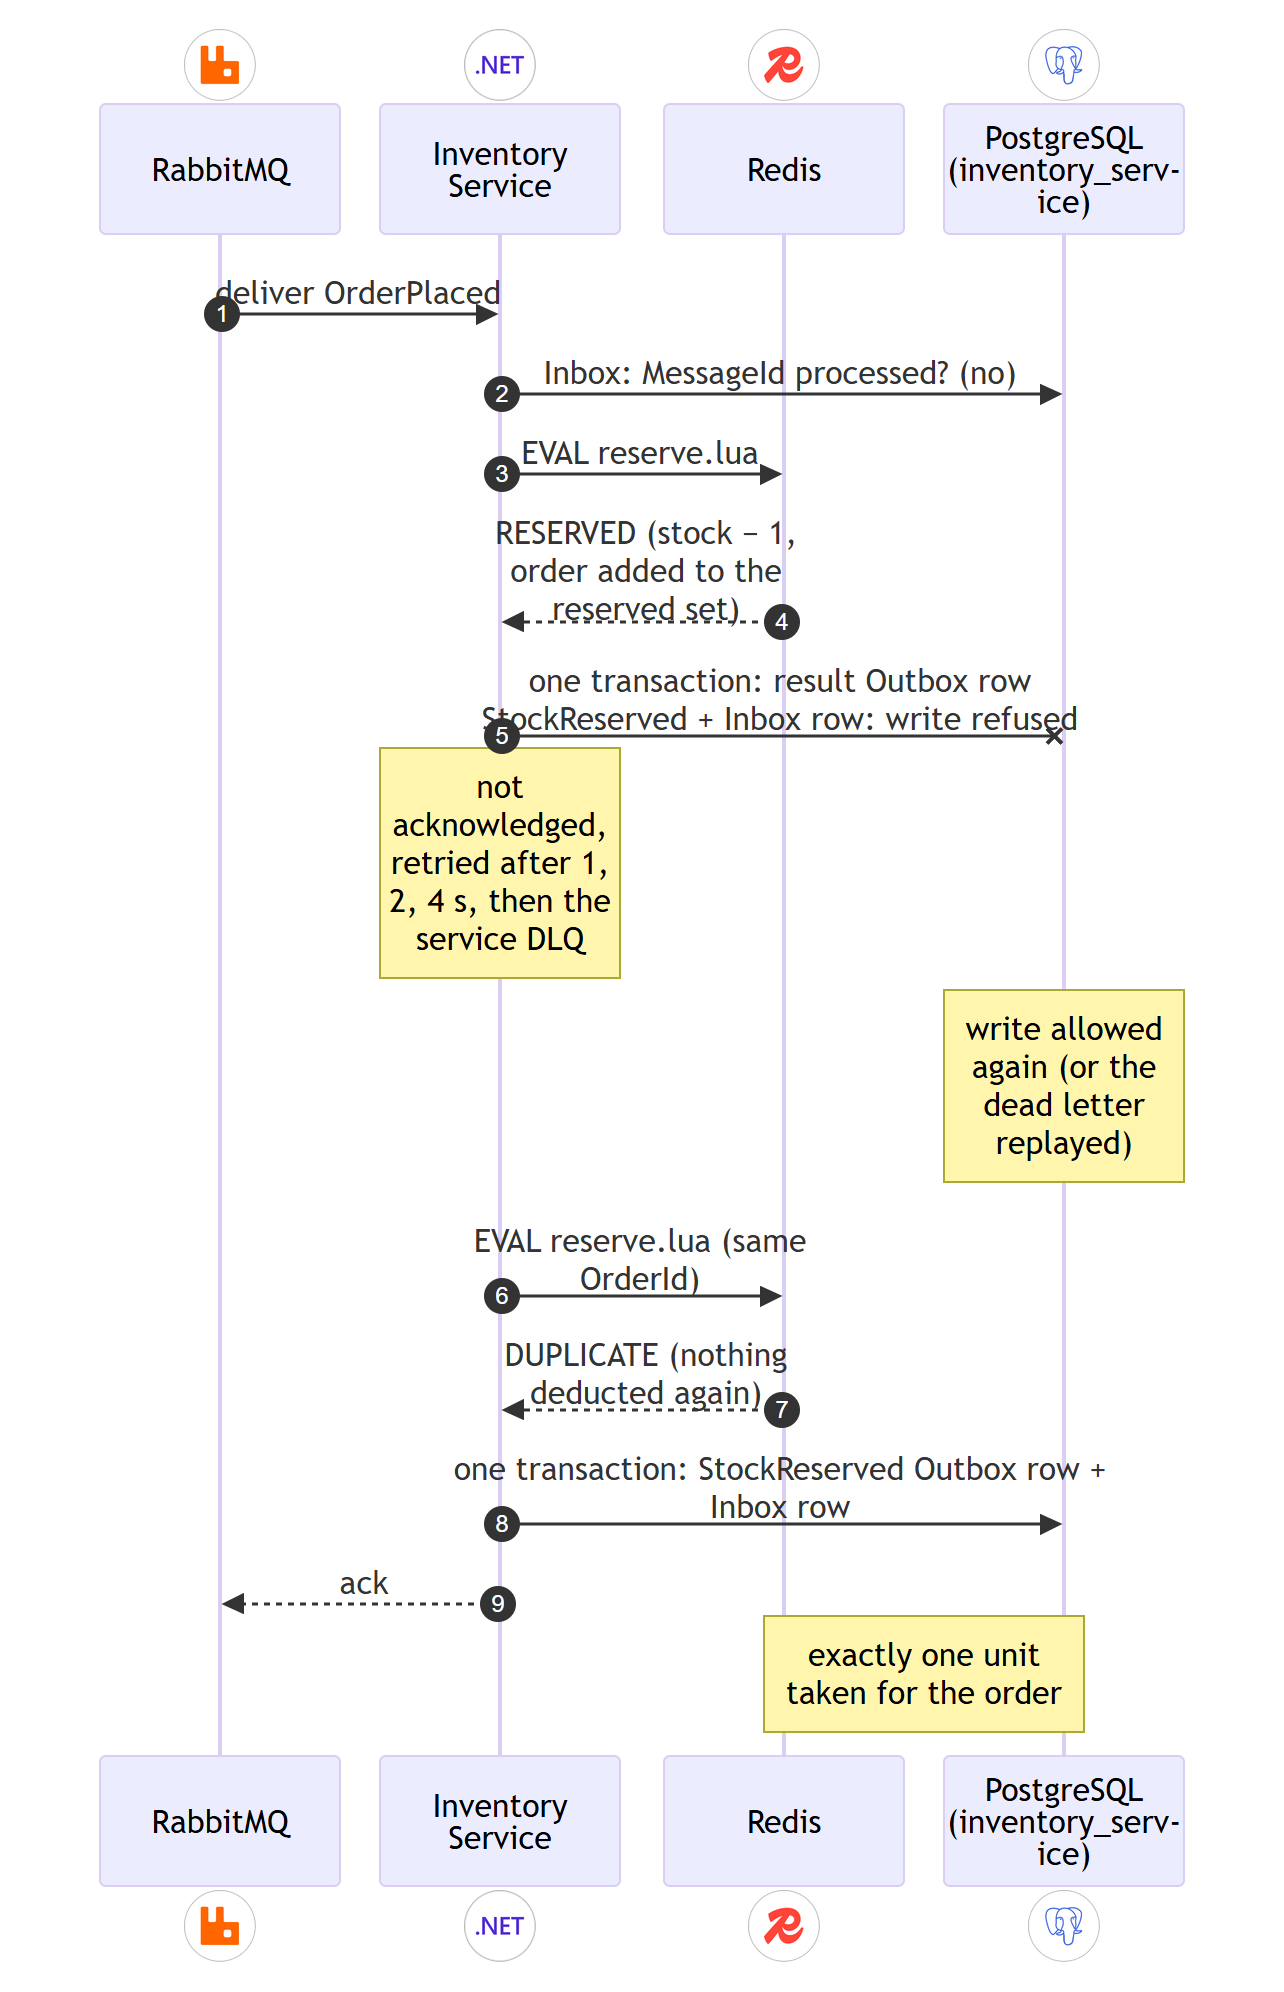 .NET
RabbitMQ
Inventory
Service
Redis
PostgreSQL
(inventory_serv-
ice)
deliver OrderPlaced
1
Inbox: MessageId processed? (no)
2
EVAL reserve.lua
3
RESERVED (stock − 1,
order added to the
reserved set)
4
one transaction: result Outbox row
StockReserved + Inbox row: write refused
5
not
acknowledged,
retried after 1,
2, 4 s, then the
service DLQ
write allowed
again (or the
dead letter
replayed)
EVAL reserve.lua (same
OrderId)
6
DUPLICATE (nothing
deducted again)
7
one transaction: StockReserved Outbox row +
Inbox row
8
ack
9
exactly one unit
taken for the order
RabbitMQ
Inventory
Service
Redis
PostgreSQL
(inventory_serv-
ice)
.NET